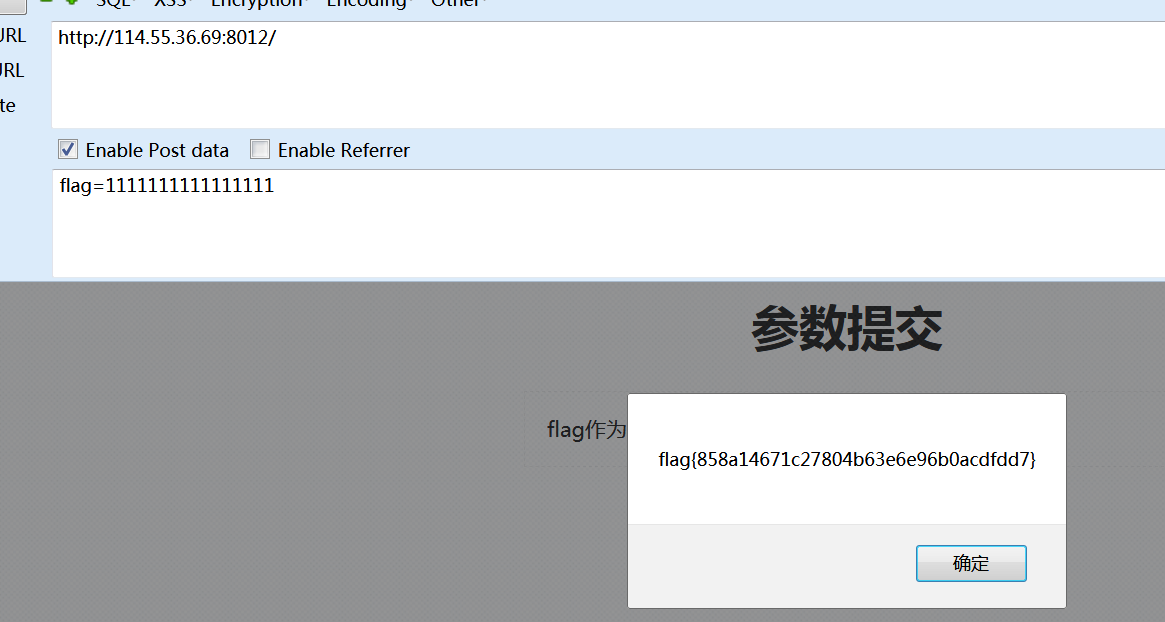 SQL XSS Encryption Encoding Other
URL
http://114.55.36.69:8012/
URL
te
Enable Post data Enable Referrer
flag=1111111111111111
参数提交
flag作为
flag{858a14671c27804b63e6e96b0acdfdd7}
确定